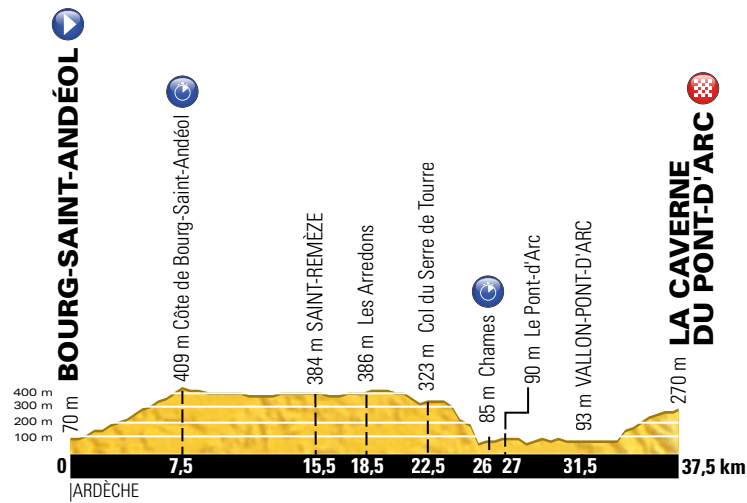 BOURG-SAINT-ANDÉOL
70 m
409 m Côte de Bourg-Saint-Andéol
384 m SAINT-REMÈZE
386 m Les Arredons
323 m Col du Serre de Tourre
85 m Chames
90 m Le Pont-d'Arc
93 m VALLON-PONT-D'ARC
LA CAVERNE
DU PONT-D'ARC
270 m
400 m
300 m
200 m
100 m
0 7,5 15,5 18,5 22,5 26 27 31,5 37,5 km
ARDÈCHE